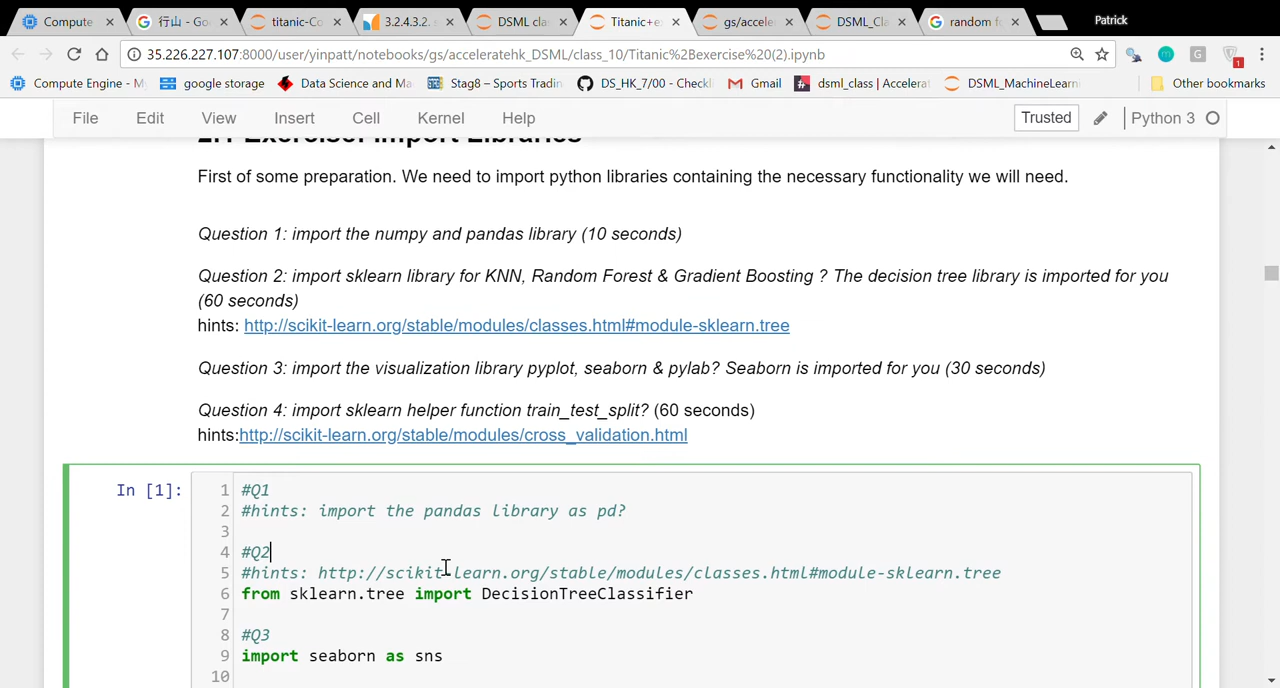 Compute
行山 - Go
titanic-Co
3.2.4.3.2.
DSML cla
Titanic+e
gs/accele
DSML_Cla
random f
Patrick
35.226.227.107:8000/user/yinpatt/notebooks/gs/acceleratehk_DSML/class_10/Titanic%2Bexercise%20(2).ipynb
Compute Engine - M
google storage
Data Science and Ma
Stag8 – Sports Tradin
DS_HK_7/00 - Checkl
Gmail
dsml_class | Accelerat
DSML_MachineLearni
Other bookmarks
File Edit View Insert Cell Kernel Help
Trusted
Python 3
2.1 Exercise: Import Libraries
First of some preparation. We need to import python libraries containing the necessary functionality we will need.
Question 1: import the numpy and pandas library (10 seconds)
Question 2: import sklearn library for KNN, Random Forest & Gradient Boosting ? The decision tree library is imported for you
(60 seconds)
hints: http://scikit-learn.org/stable/modules/classes.html#module-sklearn.tree
Question 3: import the visualization library pyplot, seaborn & pylab? Seaborn is imported for you (30 seconds)
Question 4: import sklearn helper function train_test_split? (60 seconds)
hints:http://scikit-learn.org/stable/modules/cross_validation.html
In [1]:
1 #Q1
2 #hints: import the pandas library as pd?
3
4 #Q2
5 #hints: http://scikit-learn.org/stable/modules/classes.html#module-sklearn.tree
6 from sklearn.tree import DecisionTreeClassifier
7
8 #Q3
9 import seaborn as sns
10